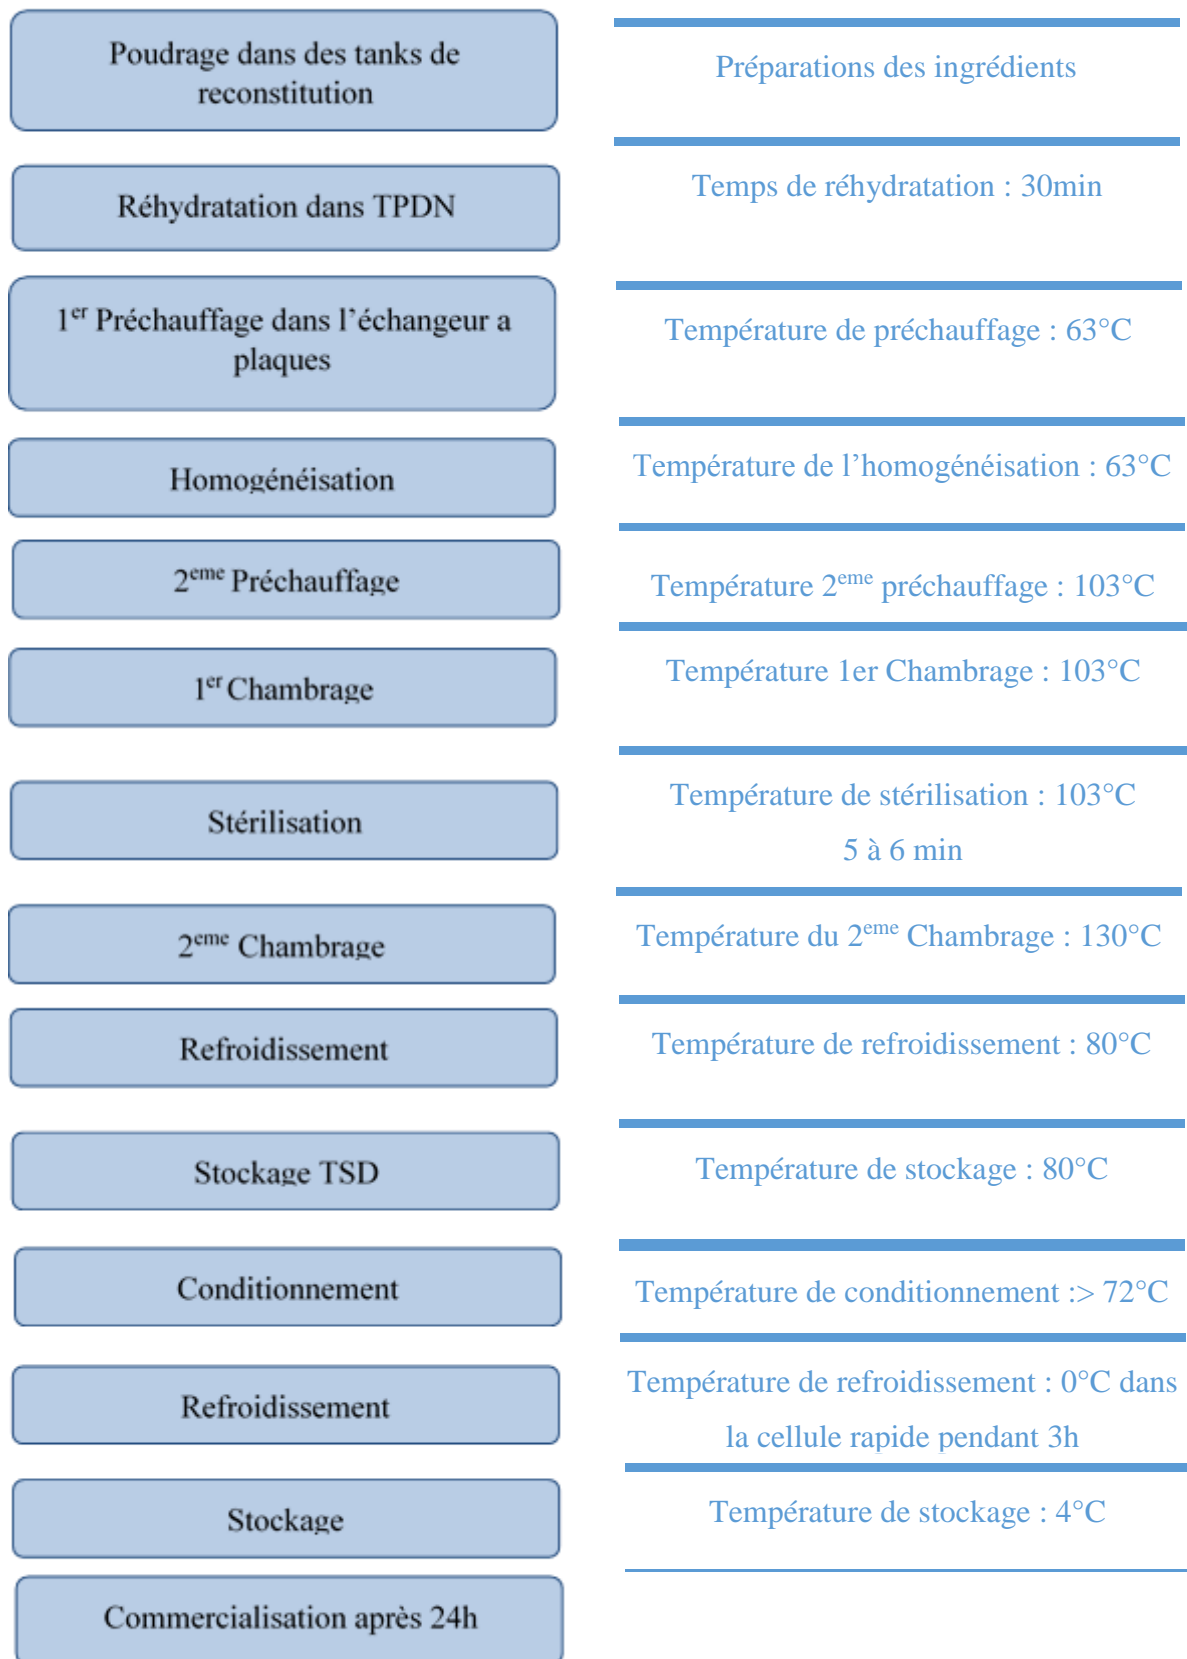 Poudrage dans des tanks de
reconstitution
Préparations des ingrédients
Réhydratation dans TPDN
Temps de réhydratation : 30min
1er Préchauffage dans l’échangeur a
plaques
Température de préchauffage : 63°C
Homogénéisation
Température de l’homogénéisation : 63°C
2eme Préchauffage
Température 2eme préchauffage : 103°C
1er Chambrage
Température 1er Chambrage : 103°C
Stérilisation
Température de stérilisation : 103°C
5 à 6 min
2eme Chambrage
Température du 2eme Chambrage : 130°C
Refroidissement
Température de refroidissement : 80°C
Stockage TSD
Température de stockage : 80°C
Conditionnement
Température de conditionnement :> 72°C
Refroidissement
Température de refroidissement : 0°C dans
la cellule rapide pendant 3h
Stockage
Température de stockage : 4°C
Commercialisation après 24h